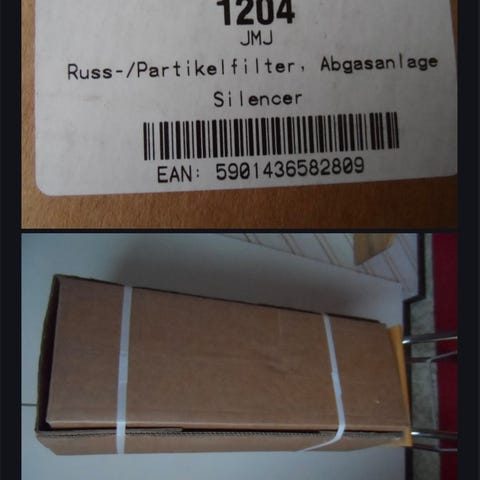 1204
JMJ
Russ-/Partikelfilter, Abgasanlage
Silencer
EAN: 5901436582809